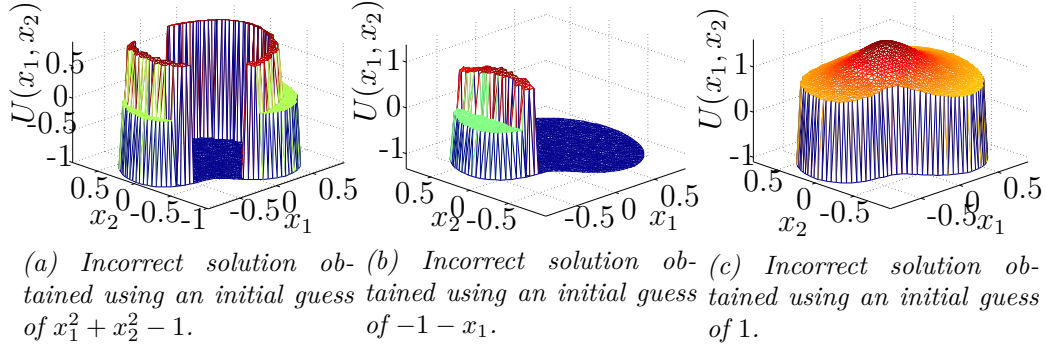 U(x₁, x₂)
0.5
0
-0.5
-1
0.5
0
-0.5
-1
x₂
-0.5
0
0.5
x₁
(a) Incorrect solution ob-
tained using an initial guess
of x₁² + x₂² − 1.
U(x₁, x₂)
1
0
-1
0.5
0
-0.5
x₂
-0.5
0
0.5
x₁
(b) Incorrect solution ob-
tained using an initial guess
of −1 − x₁.
U(x₁, x₂)
1
0
-1
0.5
0
-0.5
x₂
-0.5
0
0.5
x₁
(c) Incorrect solution ob-
tained using an initial guess
of 1.